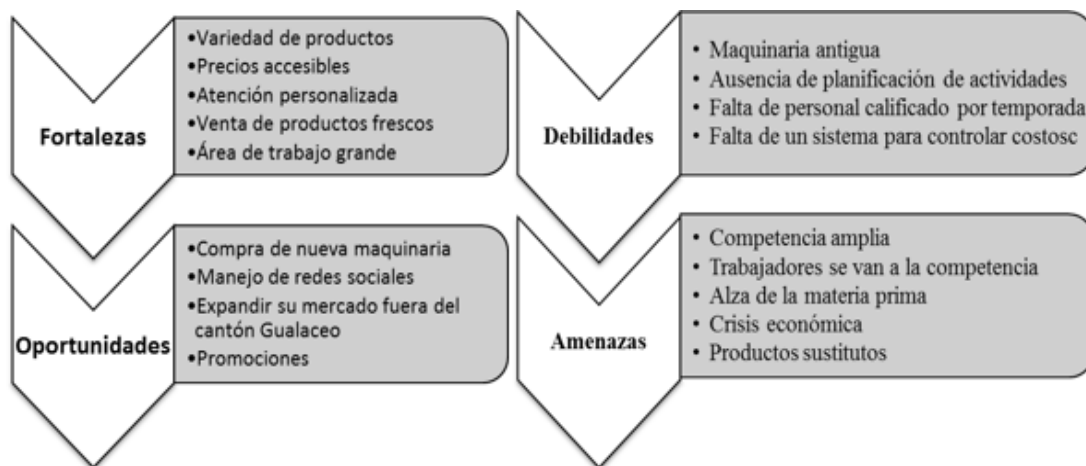 Fortalezas
•Variedad de productos
•Precios accesibles
•Atención personalizada
•Venta de productos frescos
•Área de trabajo grande
Debilidades
• Maquinaria antigua
• Ausencia de planificación de actividades
• Falta de personal calificado por temporada
• Falta de un sistema para controlar costosc
Oportunidades
•Compra de nueva maquinaria
•Manejo de redes sociales
•Expandir su mercado fuera del
cantón Gualaceo
•Promociones
Amenazas
• Competencia amplia
• Trabajadores se van a la competencia
• Alza de la materia prima
• Crisis económica
• Productos sustitutos